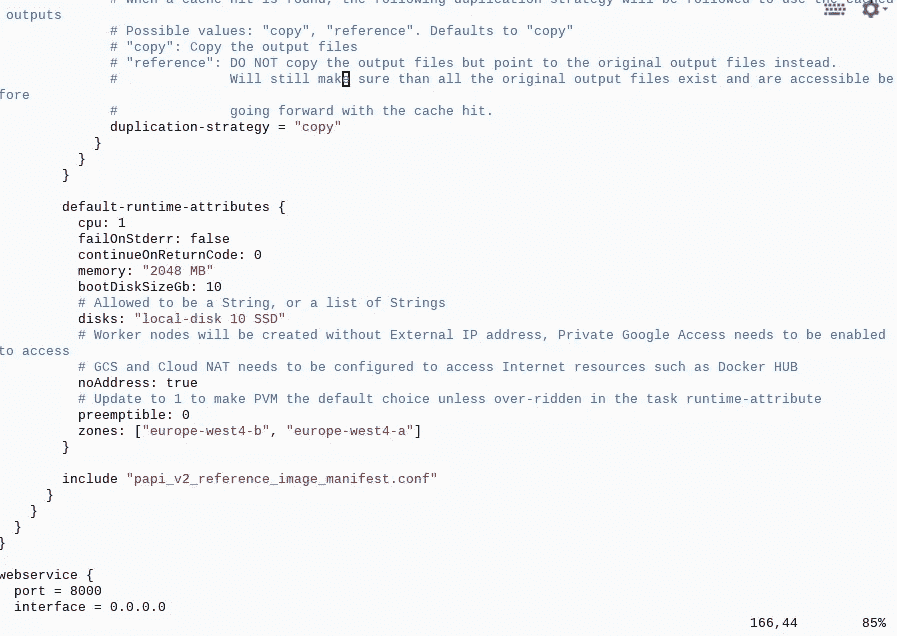 # When a cache hit is found, the following duplication strategy will be followed to use the cached
outputs
# Possible values: "copy", "reference". Defaults to "copy"
# "copy": Copy the output files
# "reference": DO NOT copy the output files but point to the original output files instead.
# Will still make sure than all the original output files exist and are accessible be
fore
# going forward with the cache hit.
duplication-strategy = "copy"
}
}
}
default-runtime-attributes {
cpu: 1
failOnStderr: false
continueOnReturnCode: 0
memory: "2048 MB"
bootDiskSizeGb: 10
# Allowed to be a String, or a list of Strings
disks: "local-disk 10 SSD"
# Worker nodes will be created without External IP address, Private Google Access needs to be enabled
to access
# GCS and Cloud NAT needs to be configured to access Internet resources such as Docker HUB
noAddress: true
# Update to 1 to make PVM the default choice unless over-ridden in the task runtime-attribute
preemptible: 0
zones: ["europe-west4-b", "europe-west4-a"]
}
include "papi_v2_reference_image_manifest.conf"
}
}
}
}
webservice {
port = 8000
interface = 0.0.0.0
166,44 85%